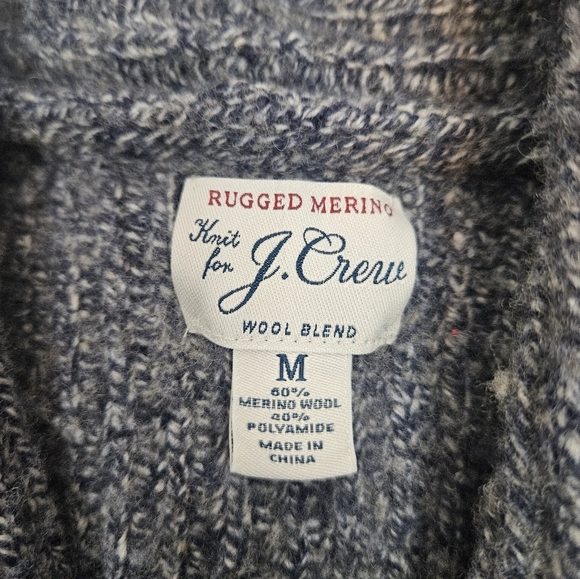 RUGGED MERINO
Knit
for
J.Crew
WOOL BLEND
M
60%
MERINO WOOL
40%
POLYAMIDE
MADE IN
CHINA